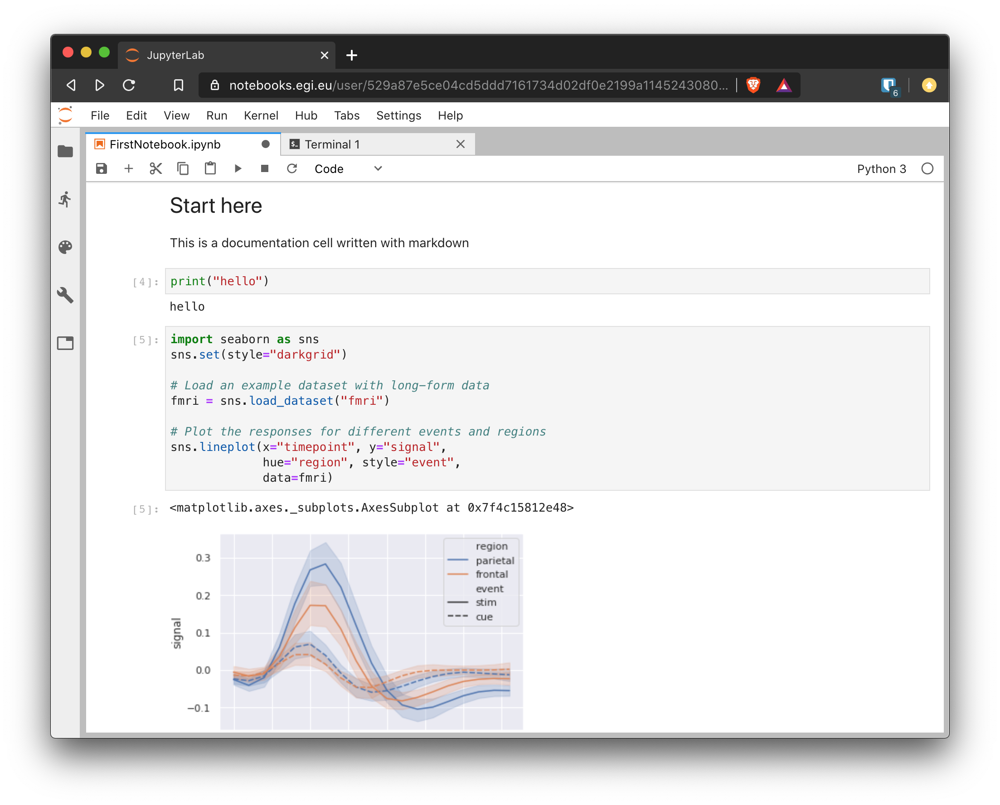 JupyterLab
notebooks.egi.eu/user/529a87e5ce04cd5ddd7161734d02df0e2199a1145243080...
6
File Edit View Run Kernel Hub Tabs Settings Help
FirstNotebook.ipynb
$_ Terminal 1
Code
Python 3
Start here
This is a documentation cell written with markdown
[4]: print("hello")
hello
[5]: import seaborn as sns
sns.set(style="darkgrid")
# Load an example dataset with long-form data
fmri = sns.load_dataset("fmri")
# Plot the responses for different events and regions
sns.lineplot(x="timepoint", y="signal",
hue="region", style="event",
data=fmri)
[5]: <matplotlib.axes._subplots.AxesSubplot at 0x7f4c15812e48>
signal
0.3
0.2
0.1
0.0
−0.1
region
parietal
frontal
event
stim
cue